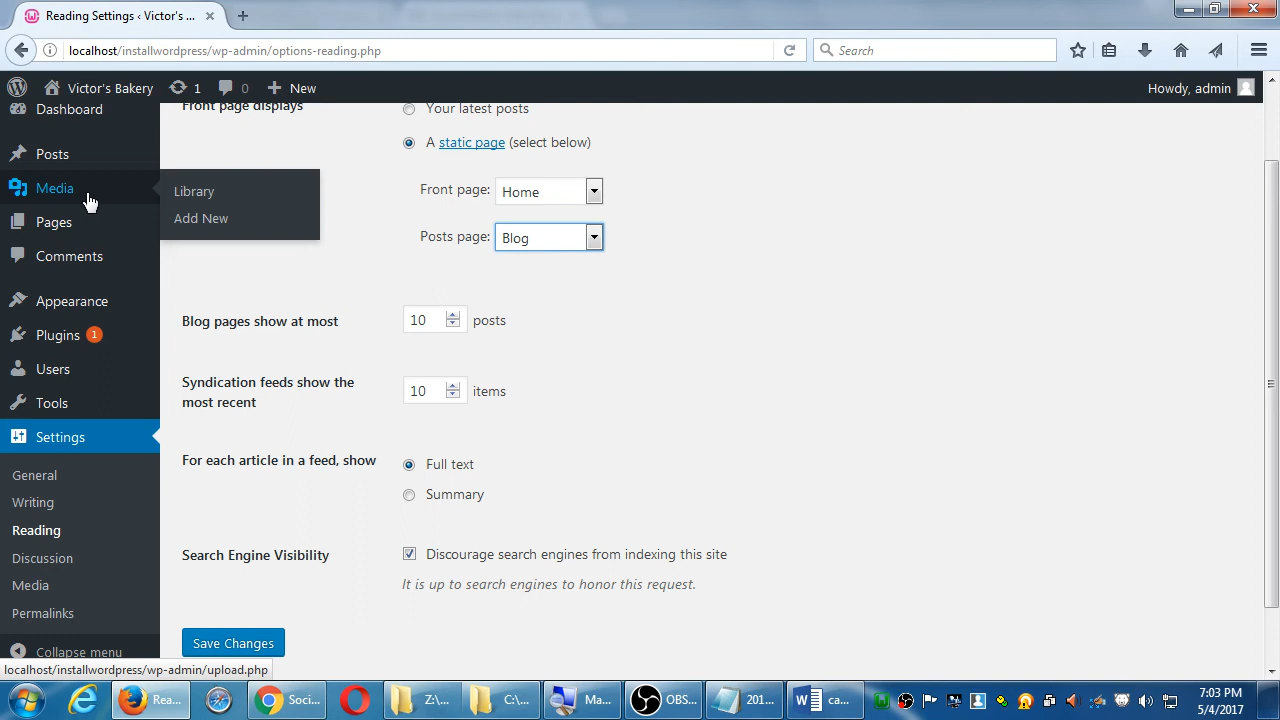 Reading Settings ‹ Victor's ...
localhost/installwordpress/wp-admin/options-reading.php
Search
Victor's Bakery
1
0
New
Howdy, admin
Dashboard
Posts
Media
Pages
Comments
Appearance
Plugins 1
Users
Tools
Settings
General
Writing
Reading
Discussion
Media
Permalinks
Collapse menu
Library
Add New
Front page displays
Your latest posts
A static page (select below)
Front page: Home
Posts page: Blog
Blog pages show at most
10 posts
Syndication feeds show the
most recent
10 items
For each article in a feed, show
Full text
Summary
Search Engine Visibility
Discourage search engines from indexing this site
It is up to search engines to honor this request.
Save Changes
localhost/installwordpress/wp-admin/upload.php
Rea...
Soci...
Z:\...
C:\...
Ma...
OBS...
201...
ca...
7:03 PM
5/4/2017